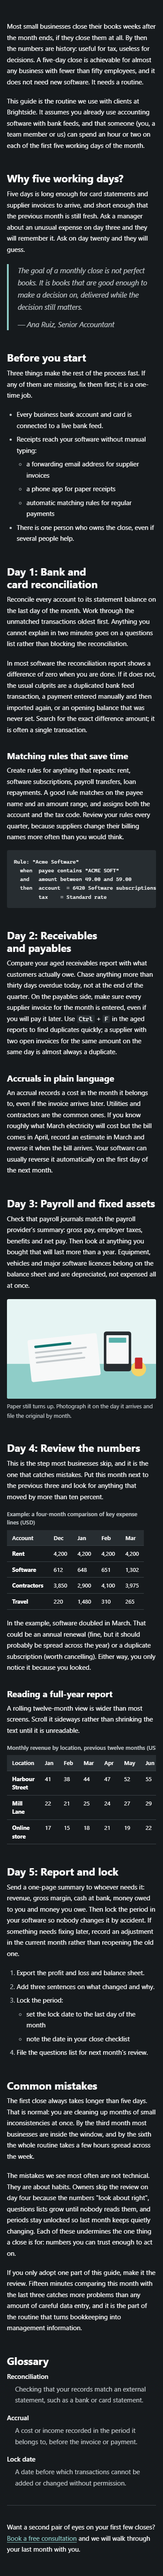 Most small businesses close their books weeks after
the month ends, if they close them at all. By then
the numbers are history: useful for tax, useless for
decisions. A five-day close is achievable for almost
any business with fewer than fifty employees, and it
does not need new software. It needs a routine.
This guide is the routine we use with clients at
Brightside. It assumes you already use accounting
software with bank feeds, and that someone (you, a
team member or us) can spend an hour or two on
each of the first five working days of the month.
Why five working days?
Five days is long enough for card statements and
supplier invoices to arrive, and short enough that
the previous month is still fresh. Ask a manager
about an unusual expense on day three and they
will remember it. Ask on day twenty and they will
guess.
The goal of a monthly close is not perfect
books. It is books that are good enough to
make a decision on, delivered while the
decision still matters.
— Ana Ruiz, Senior Accountant
Before you start
Three things make the rest of the process fast. If
any of them are missing, fix them first; it is a one-
time job.
• Every business bank account and card is
connected to a live bank feed.
• Receipts reach your software without manual
typing:
◦ a forwarding email address for supplier
invoices
◦ a phone app for paper receipts
◦ automatic matching rules for regular
payments
• There is one person who owns the close, even if
several people help.
Day 1: Bank and
card reconciliation
Reconcile every account to its statement balance on
the last day of the month. Work through the
unmatched transactions oldest first. Anything you
cannot explain in two minutes goes on a questions
list rather than blocking the reconciliation.
In most software the reconciliation report shows a
difference of zero when you are done. If it does not,
the usual culprits are a duplicated bank feed
transaction, a payment entered manually and then
imported again, or an opening balance that was
never set. Search for the exact difference amount; it
is often a single transaction.
Matching rules that save time
Create rules for anything that repeats: rent,
software subscriptions, payroll transfers, loan
repayments. A good rule matches on the payee
name and an amount range, and assigns both the
account and the tax code. Review your rules every
quarter, because suppliers change their billing
names more often than you would think.
Rule: "Acme Software"
when payee contains "ACME SOFT"
and amount between 49.00 and 59.00
then account = 6420 Software subscriptions
tax = Standard rate
Day 2: Receivables
and payables
Compare your aged receivables report with what
customers actually owe. Chase anything more than
thirty days overdue today, not at the end of the
quarter. On the payables side, make sure every
supplier invoice for the month is entered, even if
you will pay it later. Use
in the aged
reports to find duplicates quickly; a supplier with
two open invoices for the same amount on the
same day is almost always a duplicate.
Accruals in plain language
An accrual records a cost in the month it belongs
to, even if the invoice arrives later. Utilities and
contractors are the common ones. If you know
roughly what March electricity will cost but the bill
comes in April, record an estimate in March and
reverse it when the bill arrives. Your software can
usually reverse it automatically on the first day of
the next month.
Day 3: Payroll and fixed assets
Check that payroll journals match the payroll
provider's summary: gross pay, employer taxes,
benefits and net pay. Then look at anything you
bought that will last more than a year. Equipment,
vehicles and major software licences belong on the
balance sheet and are depreciated, not expensed all
at once.
Paper still turns up. Photograph it on the day it arrives and
file the original by month.
Day 4: Review the numbers
This is the step most businesses skip, and it is the
one that catches mistakes. Put this month next to
the previous three and look for anything that
moved by more than ten percent.
Example: a four-month comparison of key expense
lines (USD)
Account Dec Jan Feb Mar
Rent 4,200 4,200 4,200 4,200
Software 612 648 651 1,302
Contractors 3,850 2,900 4,100 3,975
Travel 220 1,480 310 265
In the example, software doubled in March. That
could be an annual renewal (fine, but it should
probably be spread across the year) or a duplicate
subscription (worth cancelling). Either way, you only
notice it because you looked.
Reading a full-year report
A rolling twelve-month view is wider than most
screens. Scroll it sideways rather than shrinking the
text until it is unreadable.
Monthly revenue by location, previous twelve months (US
Location Jan Feb Mar Apr May Jun
Harbour Street 41 38 44 47 52 55
Mill Lane 22 21 25 24 27 29
Online store 17 15 18 21 19 22
Day 5: Report and lock
Send a one-page summary to whoever needs it:
revenue, gross margin, cash at bank, money owed
to you and money you owe. Then lock the period in
your software so nobody changes it by accident. If
something needs fixing later, record an adjustment
in the current month rather than reopening the old
one.
1. Export the profit and loss and balance sheet.
2. Add three sentences on what changed and why.
3. Lock the period:
◦ set the lock date to the last day of the
month
◦ note the date in your close checklist
4. File the questions list for next month's review.
Common mistakes
The first close always takes longer than five days.
That is normal: you are cleaning up months of small
inconsistencies at once. By the third month most
businesses are inside the window, and by the sixth
the whole routine takes a few hours spread across
the week.
The mistakes we see most often are not technical.
They are about habits. Owners skip the review on
day four because the numbers "look about right",
questions lists grow until nobody reads them, and
periods stay unlocked so last month keeps quietly
changing. Each of these undermines the one thing
a close is for: numbers you can trust enough to act
on.
If you only adopt one part of this guide, make it the
review. Fifteen minutes comparing this month with
the last three catches more problems than any
amount of careful data entry, and it is the part of
the routine that turns bookkeeping into
management information.
Glossary
Reconciliation
Checking that your records match an external
statement, such as a bank or card statement.
Accrual
A cost or income recorded in the period it
belongs to, before the invoice or payment.
Lock date
A date before which transactions cannot be
added or changed without permission.
Want a second pair of eyes on your first few closes?
Book a free consultation and we will walk through
your last month with you.